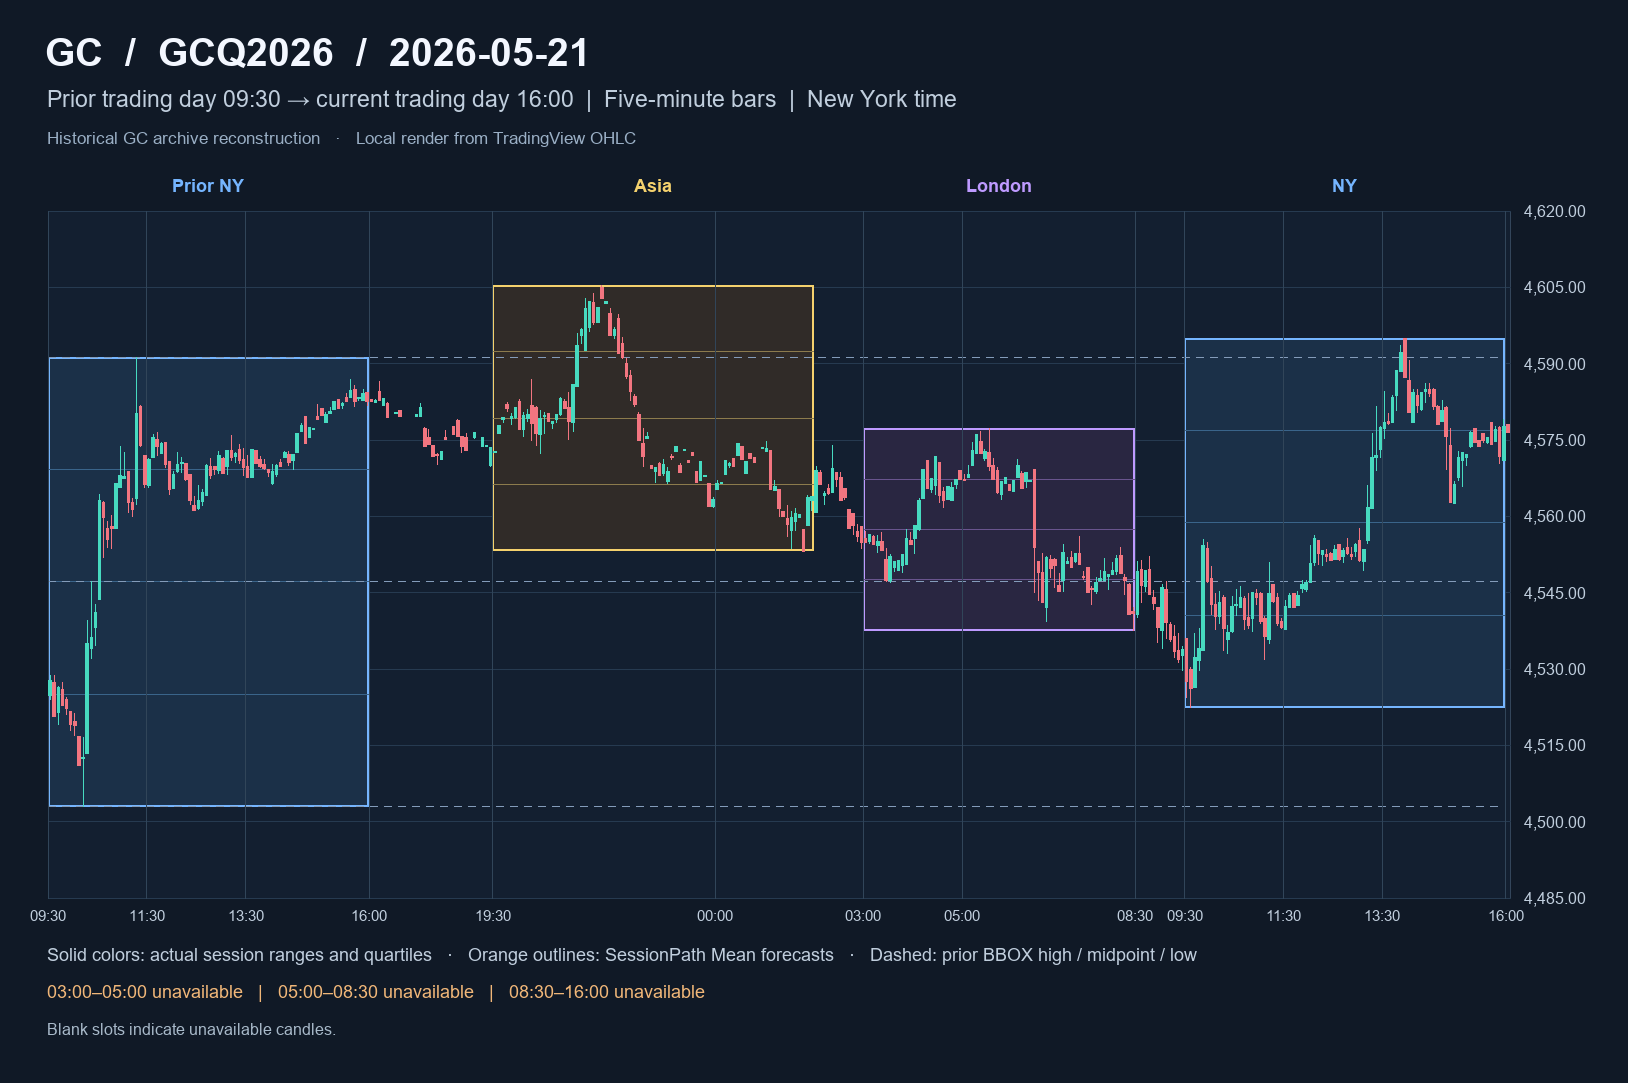 GC / GCQ2026 / 2026-05-21
Prior trading day 09:30 → current trading day 16:00 | Five-minute bars | New York time
Historical GC archive reconstruction · Local render from TradingView OHLC
Prior NY
Asia
London
NY
4,620.00
4,605.00
4,590.00
4,575.00
4,560.00
4,545.00
4,530.00
4,515.00
4,500.00
4,485.00
09:30 11:30 13:30 16:00 19:30 00:00 03:00 05:00 08:30 09:30 11:30 13:30 16:00
Solid colors: actual session ranges and quartiles · Orange outlines: SessionPath Mean forecasts · Dashed: prior BBOX high / midpoint / low
03:00–05:00 unavailable | 05:00–08:30 unavailable | 08:30–16:00 unavailable
Blank slots indicate unavailable candles.